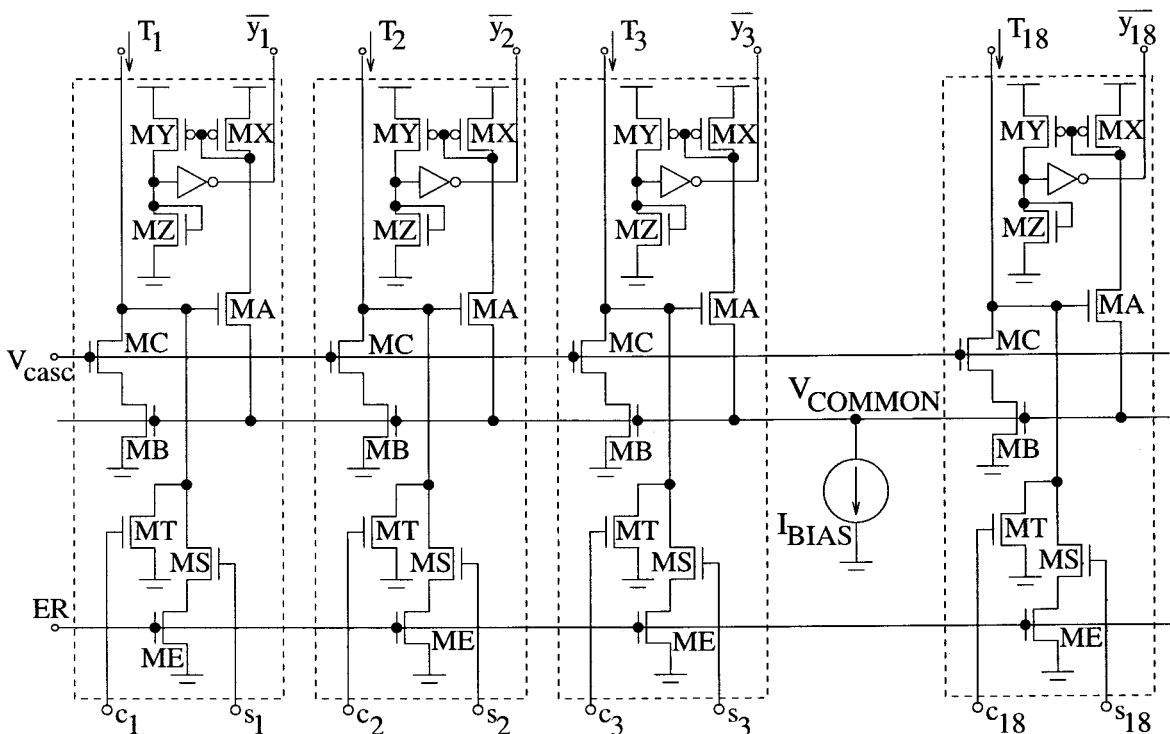 T1 y1 T2 y2 T3 y3 T18 y18
MY MX MY MX MY MX MY MX
MZ MZ MZ MZ
MA MA MA MA
MC MC MC MC
Vcasc
VCOMMON
MB MB MB MB
IBIAS
MT MT MT MT
MS MS MS MS
ER
ME ME ME ME
c1 s1 c2 s2 c3 s3 c18 s18